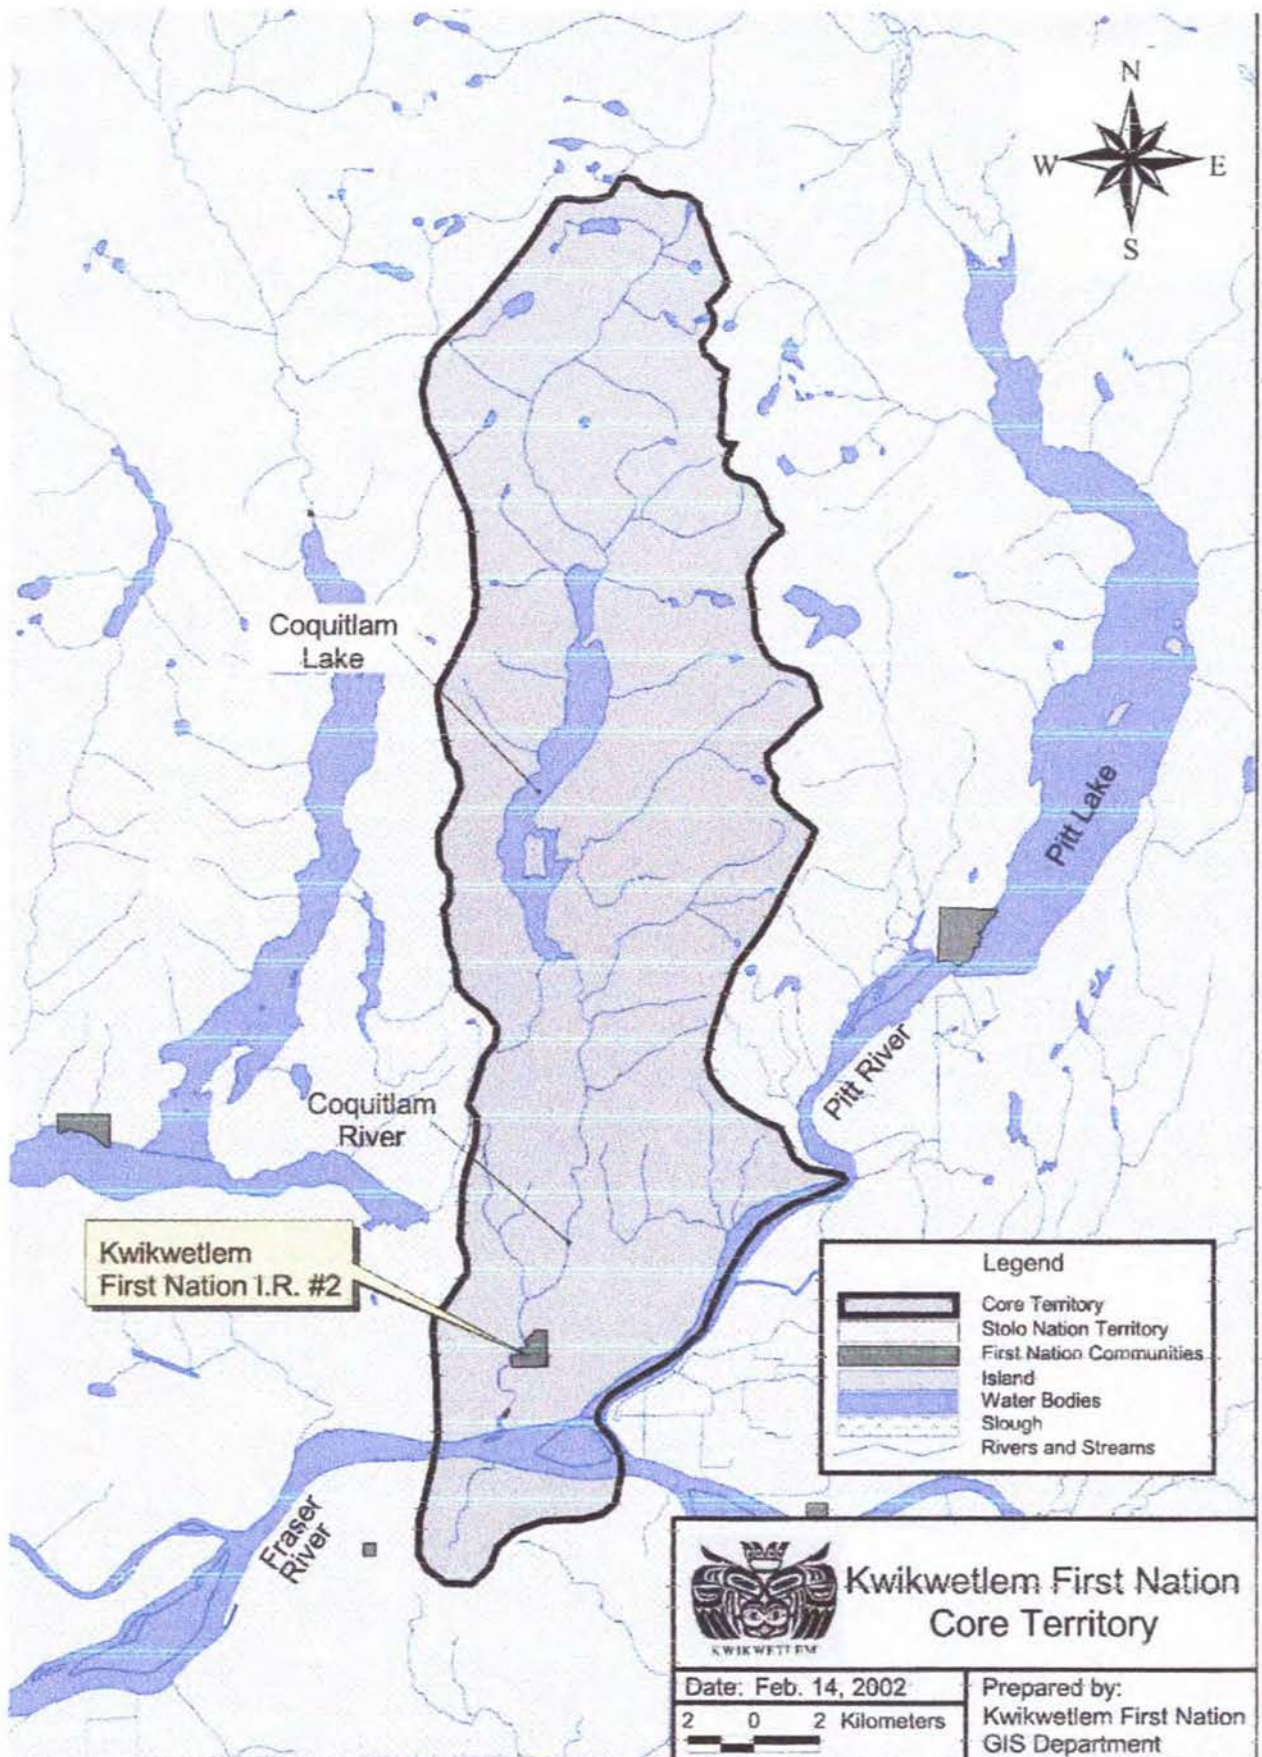 N
W
E
S
Coquitlam
Lake
Pitt Lake
Pitt River
Coquitlam
River
Kwikwetlem
First Nation I.R. #2
Fraser
River
Legend
Core Territory
Stolo Nation Territory
First Nation Communities
Island
Water Bodies
Slough
Rivers and Streams
KWIKWETLEM
Kwikwetlem First Nation
Core Territory
Date: Feb. 14, 2002
2 0 2 Kilometers
Prepared by:
Kwikwetlem First Nation
GIS Department